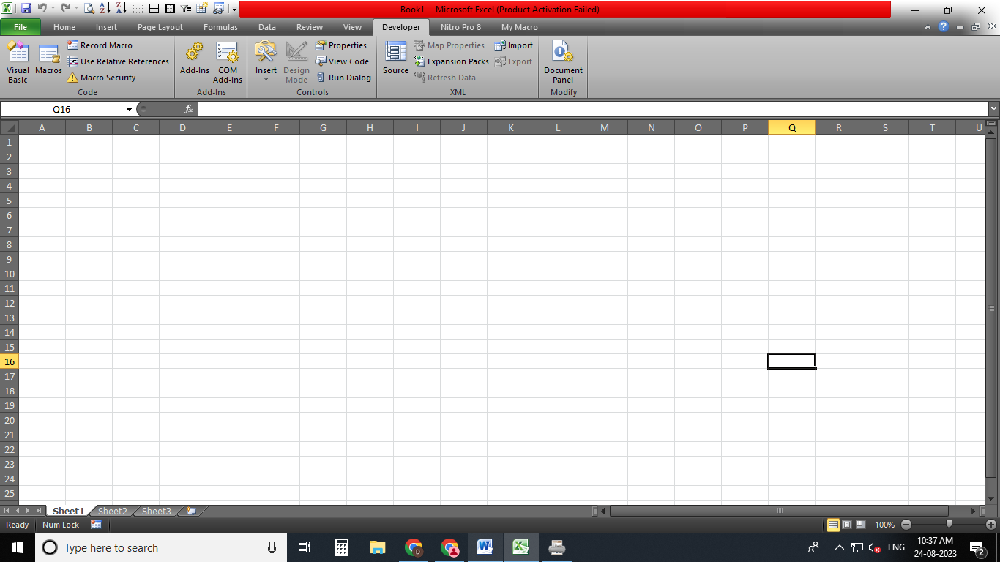 Book1 - Microsoft Excel (Product Activation Failed)
File Home Insert Page Layout Formulas Data Review View Developer Nitro Pro 8 My Macro
Visual Basic
Macros
Record Macro
Use Relative References
Macro Security
Code
Add-Ins
COM Add-Ins
Add-Ins
Insert
Design Mode
Properties
View Code
Run Dialog
Controls
Source
Map Properties
Expansion Packs
Refresh Data
Import
Export
XML
Document Panel
Modify
Q16 fx
A B C D E F G H I J K L M N O P Q R S T U
1
2
3
4
5
6
7
8
9
10
11
12
13
14
15
16
17
18
19
20
21
22
23
24
25
Sheet1 Sheet2 Sheet3
Ready Num Lock 100%
Type here to search
ENG
10:37 AM
24-08-2023
2